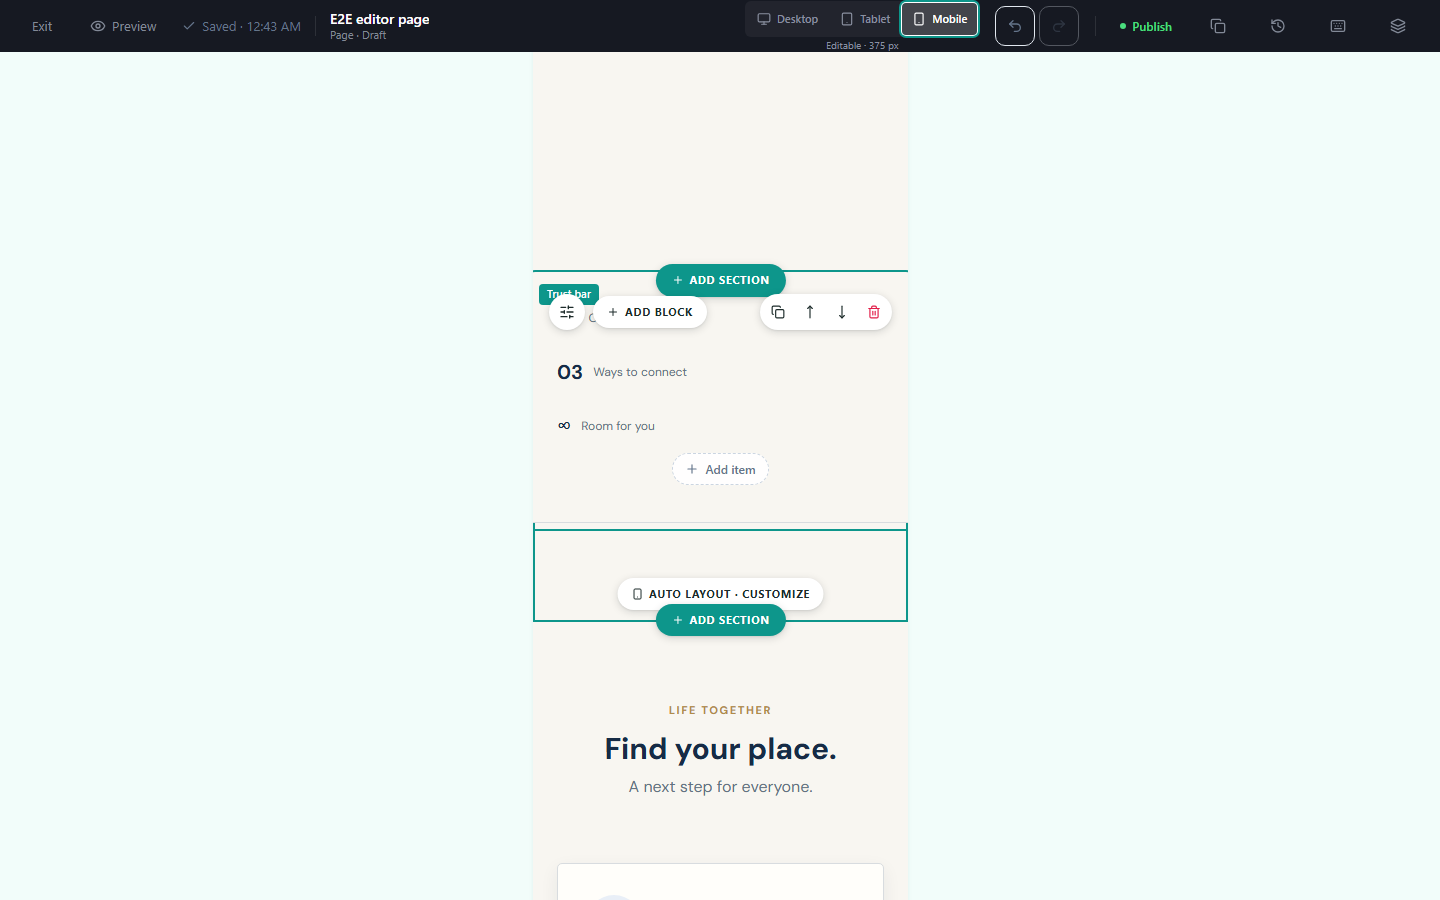 Exit
Preview
Saved · 12:43 AM
E2E editor page
Page · Draft
Desktop
Tablet
Mobile
Editable · 375 px
Publish
+ ADD SECTION
Trust bar
+ ADD BLOCK
03 Ways to connect
∞ Room for you
+ Add item
AUTO LAYOUT · CUSTOMIZE
+ ADD SECTION
LIFE TOGETHER
Find your place.
A next step for everyone.